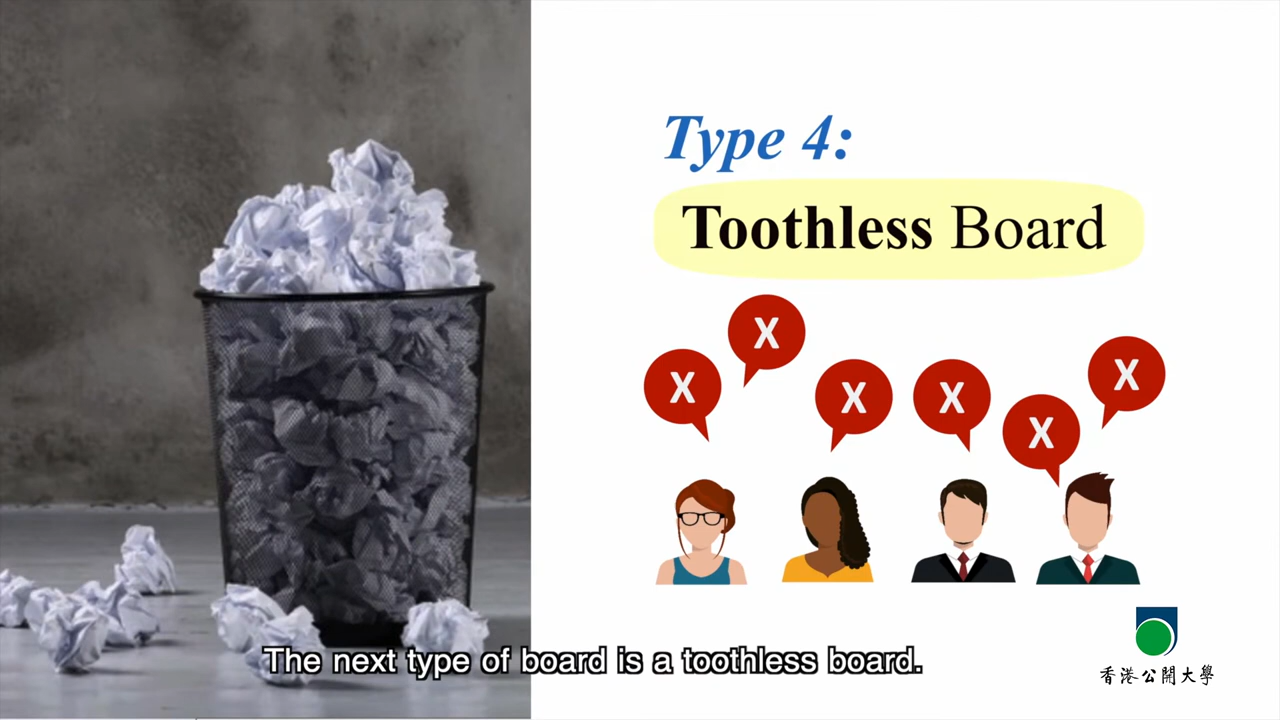 Type 4:
Toothless Board
X
X
X
X
X
X
The next type of board is a toothless board.
香港公開大學